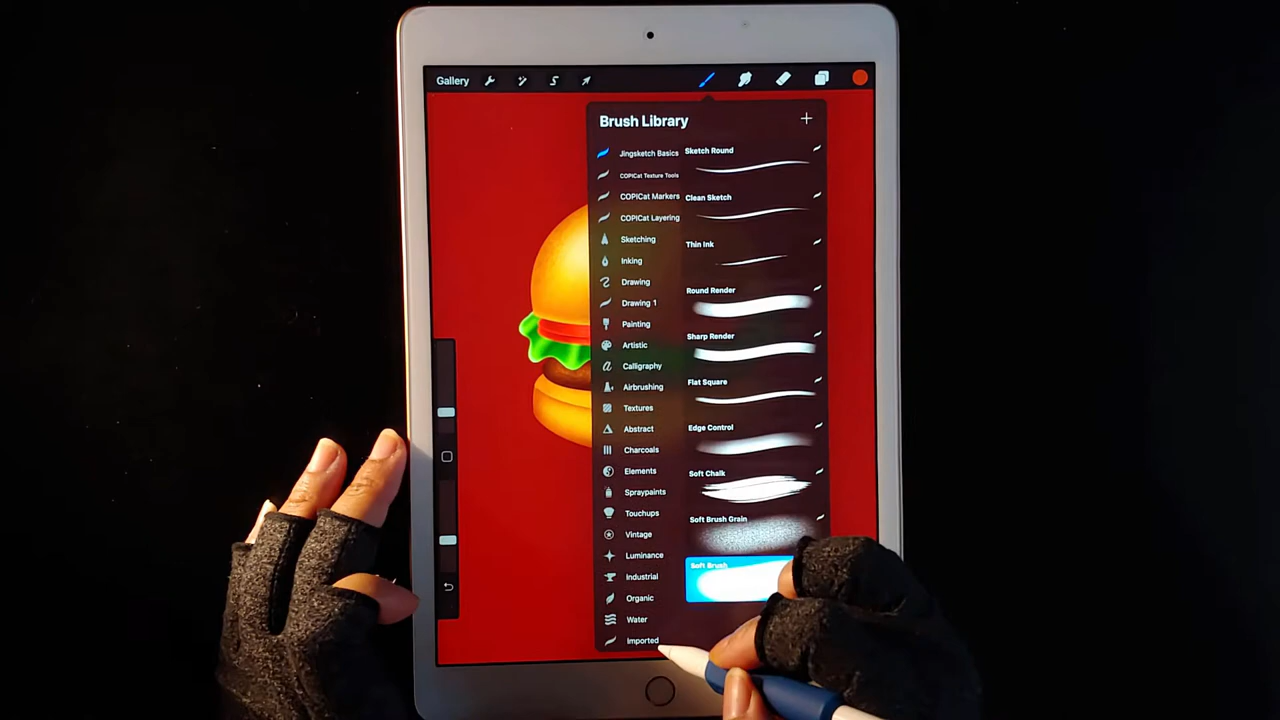 Gallery
Brush Library
Jingsketch Basics
COPICat Texture Tools
COPICat Markers
COPICat Layering
Sketching
Inking
Drawing
Drawing 1
Painting
Artistic
Calligraphy
Airbrushing
Textures
Abstract
Charcoals
Elements
Spraypaints
Touchups
Vintage
Luminance
Industrial
Organic
Water
Imported
Sketch Round
Clean Sketch
Thin Ink
Round Render
Sharp Render
Flat Square
Edge Control
Soft Chalk
Soft Brush Grain
Soft Brush